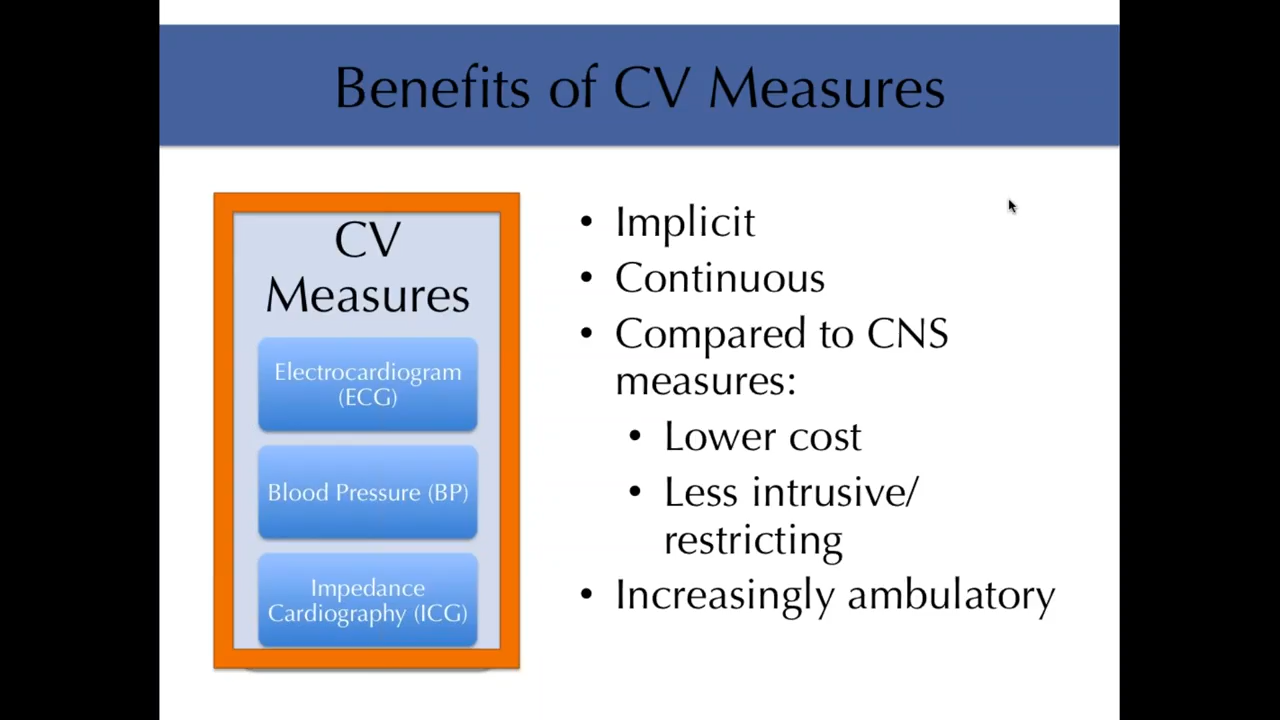 Benefits of CV Measures
CV
Measures
Electrocardiogram
(ECG)
Blood Pressure (BP)
Impedance
Cardiography (ICG)
• Implicit
• Continuous
• Compared to CNS
measures:
• Lower cost
• Less intrusive/
restricting
• Increasingly ambulatory